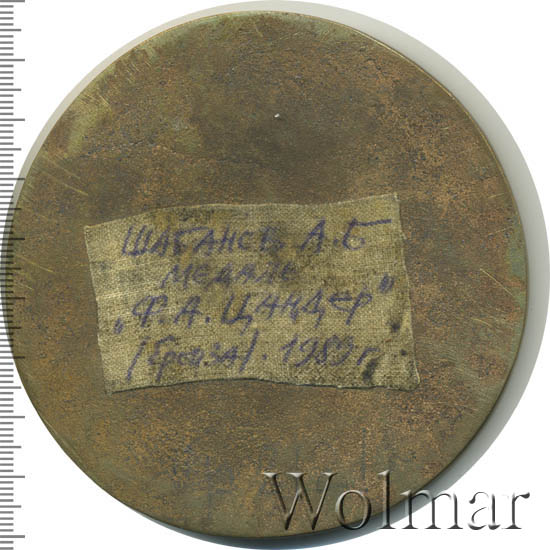 ШАБАНОВ А.Б
МЕДАЛЬ
„Ф.А. ЦАНДЕР"
/бронза/. 1989 г.
Wolmar